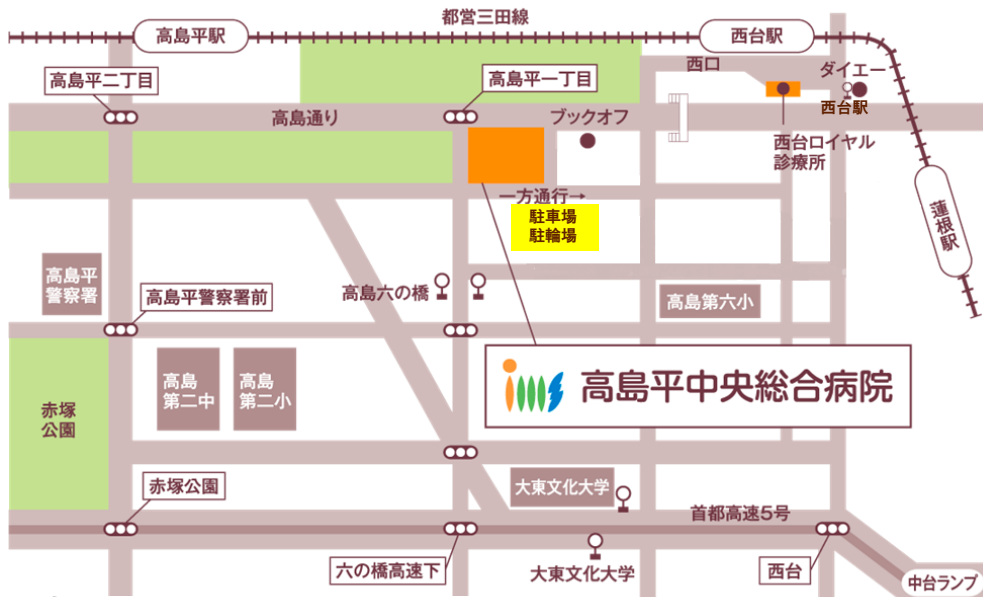 都営三田線
高島平駅
西台駅
西口
ダイエー
高島平二丁目
高島平一丁目
西台駅
高島通り
ブックオフ
西台ロイヤル
診療所
一方通行→
駐車場
駐輪場
蓮根駅
高島平
警察署
高島平警察署前
高島六の橋
高島第六小
高島
第二中
高島
第二小
ims
高島平中央総合病院
赤塚
公園
赤塚公園
大東文化大学
首都高速5号
六の橋高速下
大東文化大学
西台
中台ランプ